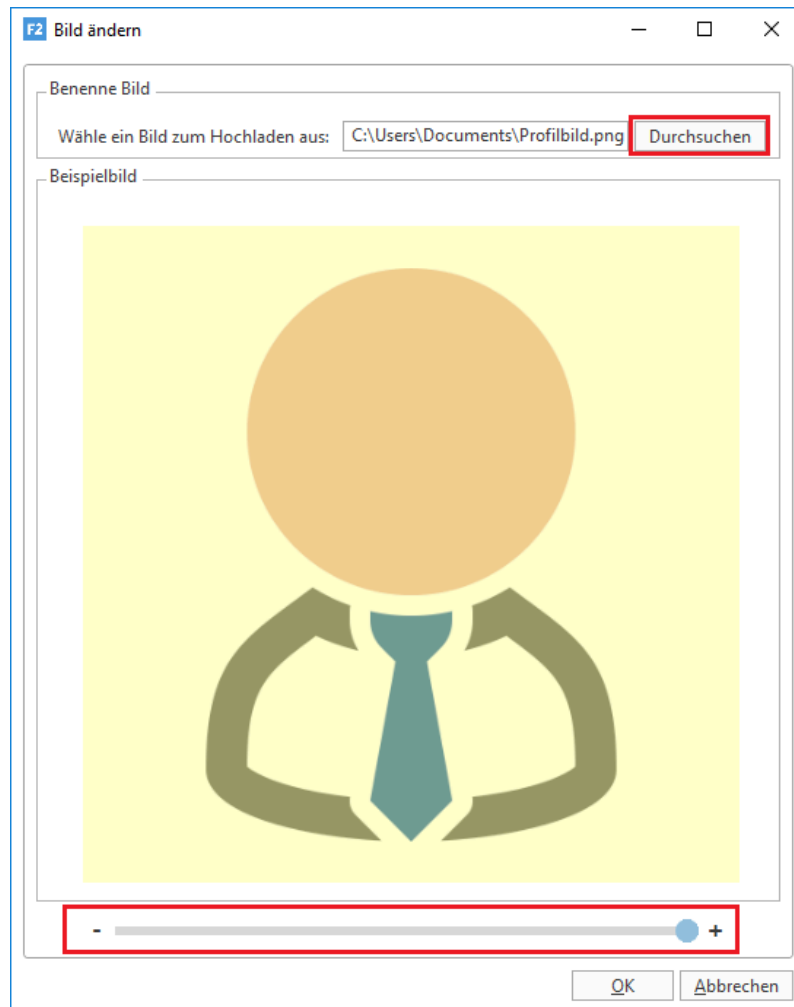 F2 Bild ändern
Benenne Bild
Wähle ein Bild zum Hochladen aus: C:\Users\Documents\Profilbild.png Durchsuchen
Beispielbild
- +
OK Abbrechen